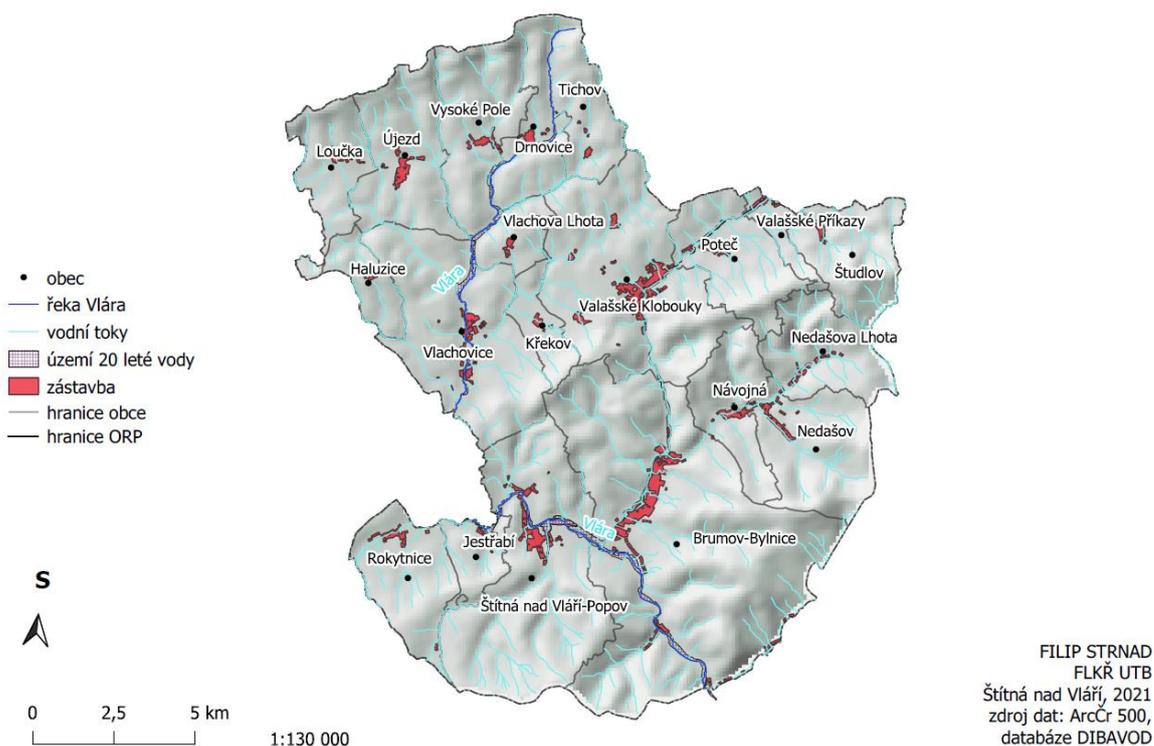 Tichov
Vysoké Pole
Drnovice
Újezd
Loučka
Vlachova Lhota
Valašské Příkazy
Poteč
Študlov
Haluzice
Vlára
Valašské Klobouky
Křekov
Vlachovice
Nedašova Lhota
Návojná
Nedašov
Vlára
Brumov-Bylnice
Jestřabí
Rokytnice
Štítná nad Vláří-Popov
obec
řeka Vlára
vodní toky
území 20 leté vody
zástavba
hranice obce
hranice ORP
S
0 2,5 5 km
1:130 000
FILIP STRNAD
FLKŘ UTB
Štítná nad Vláří, 2021
zdroj dat: ArcČr 500,
databáze DIBAVOD